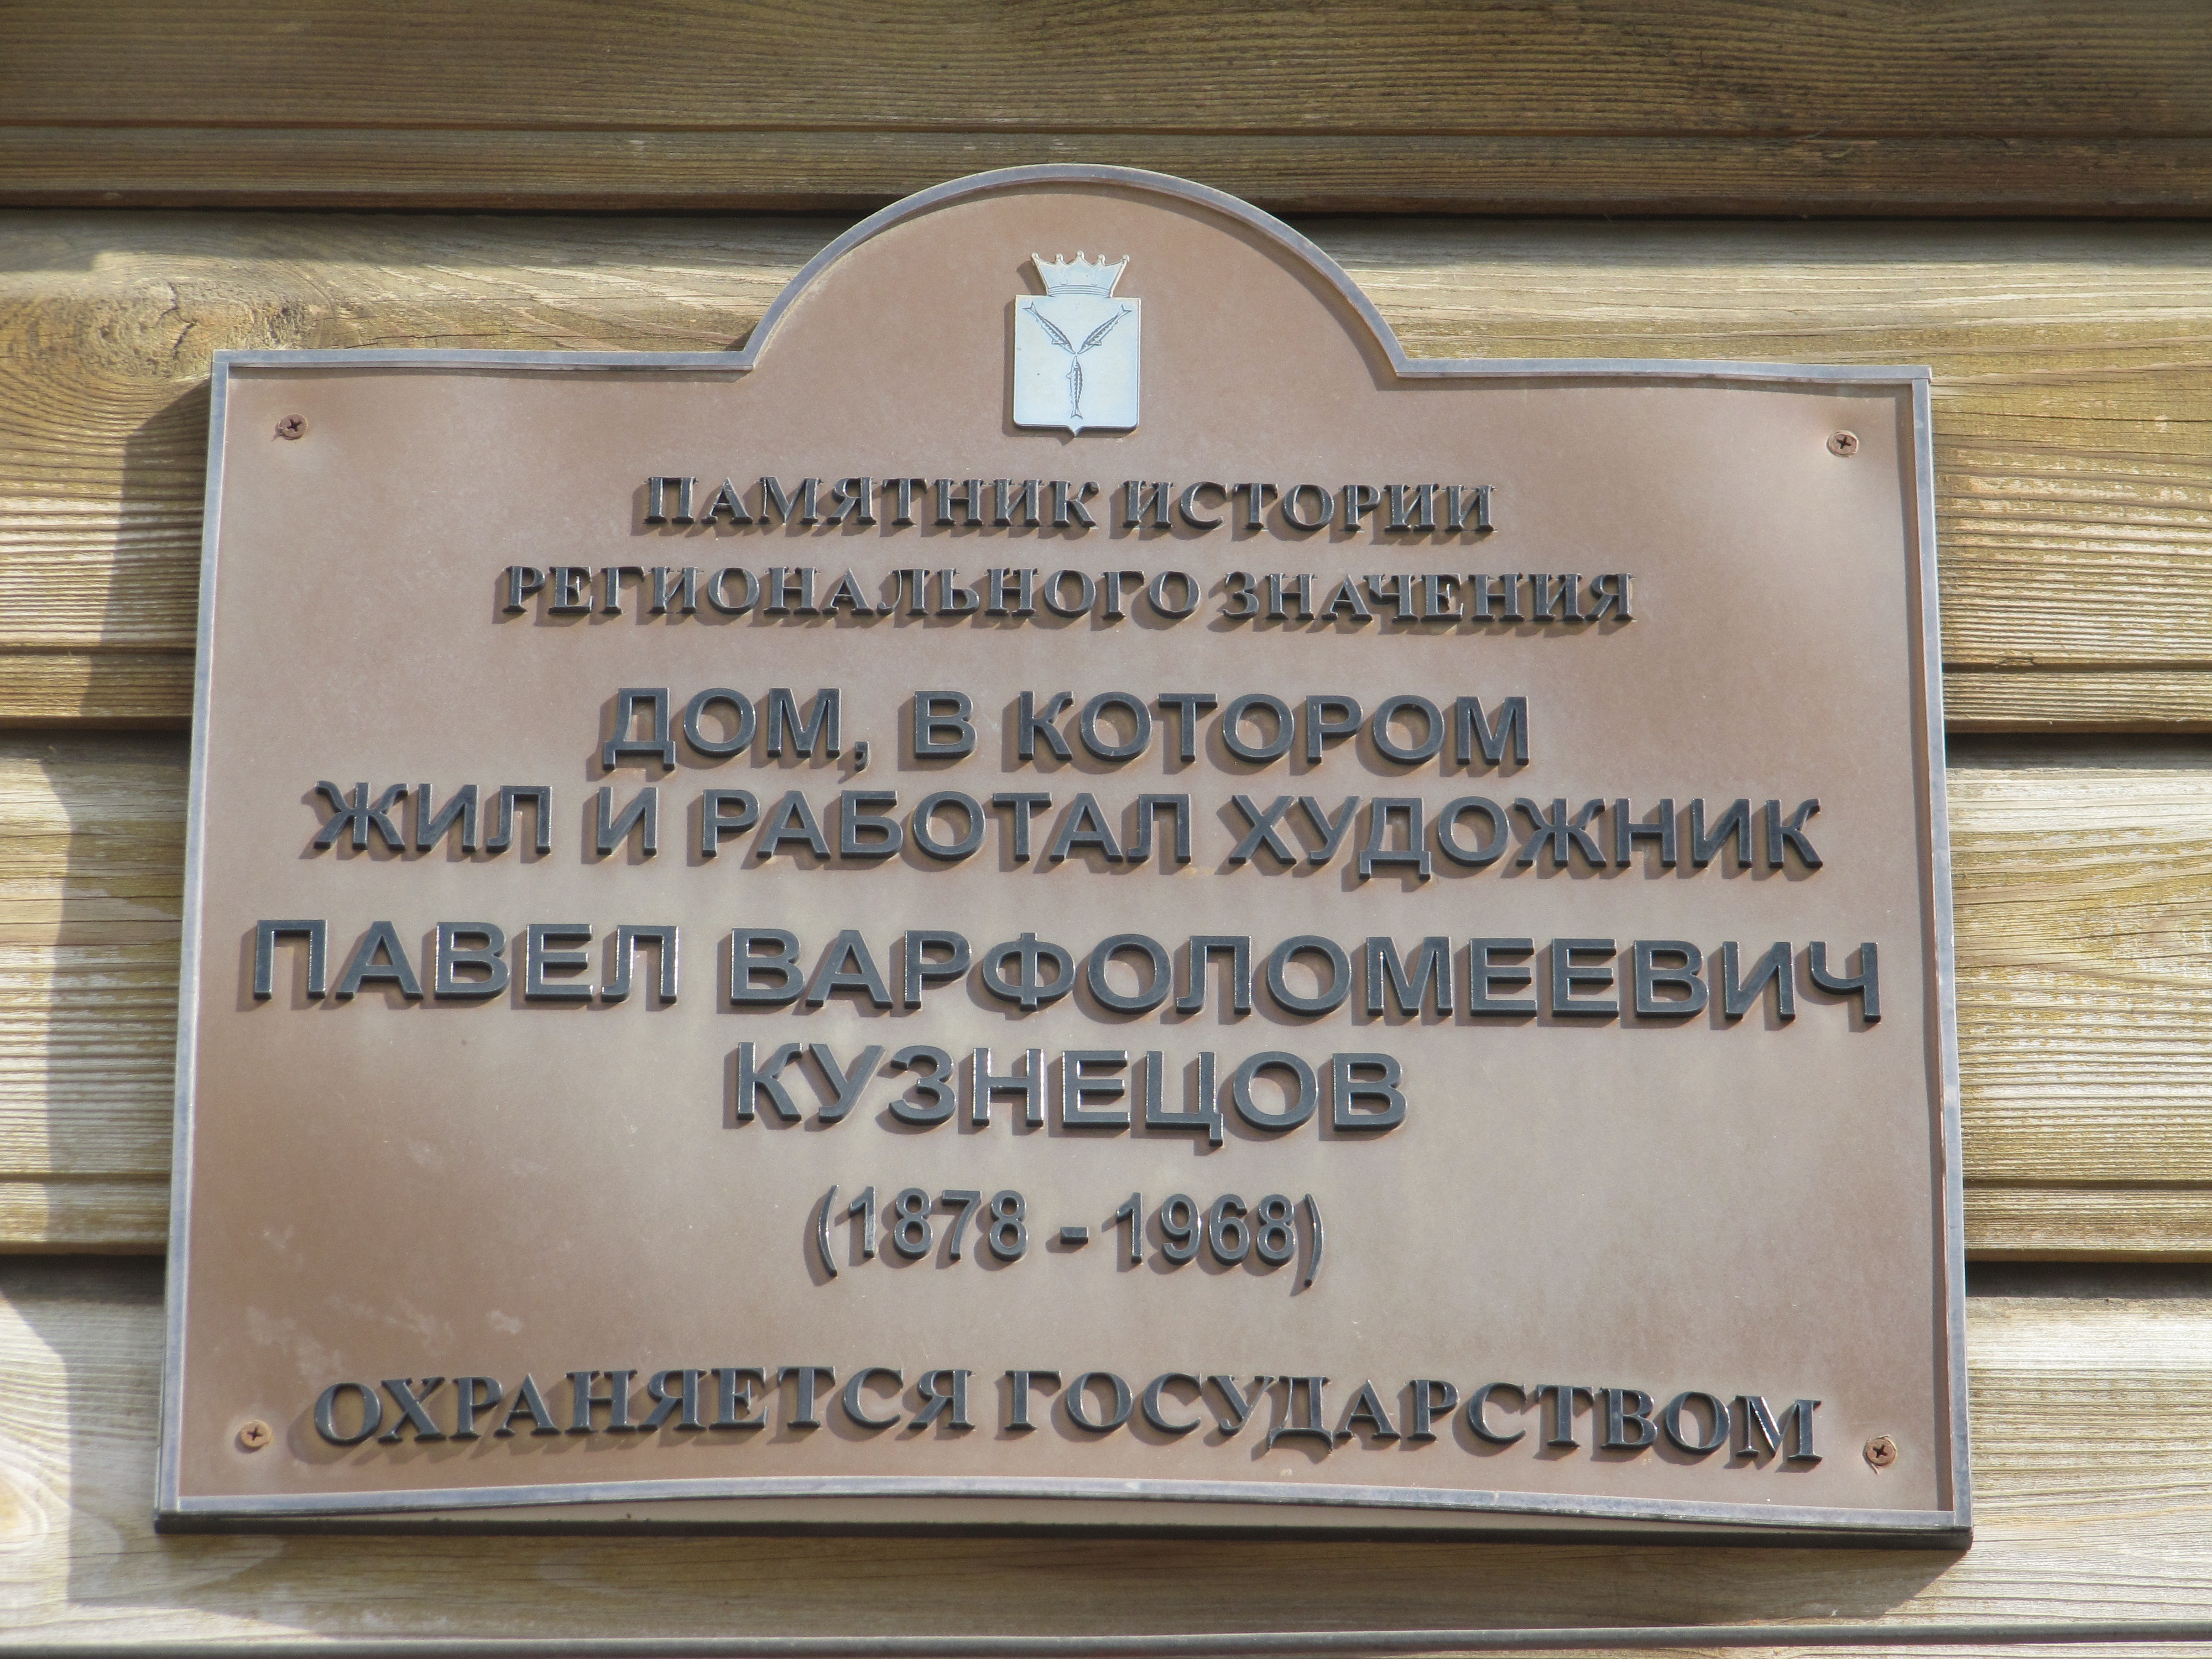 ПАМЯТНИК ИСТОРИИ
РЕГИОНАЛЬНОГО ЗНАЧЕНИЯ
ДОМ, В КОТОРОМ
ЖИЛ И РАБОТАЛ ХУДОЖНИК
ПАВЕЛ ВАРФОЛОМЕЕВИЧ
КУЗНЕЦОВ
(1878 - 1968)
ОХРАНЯЕТСЯ ГОСУДАРСТВОМ